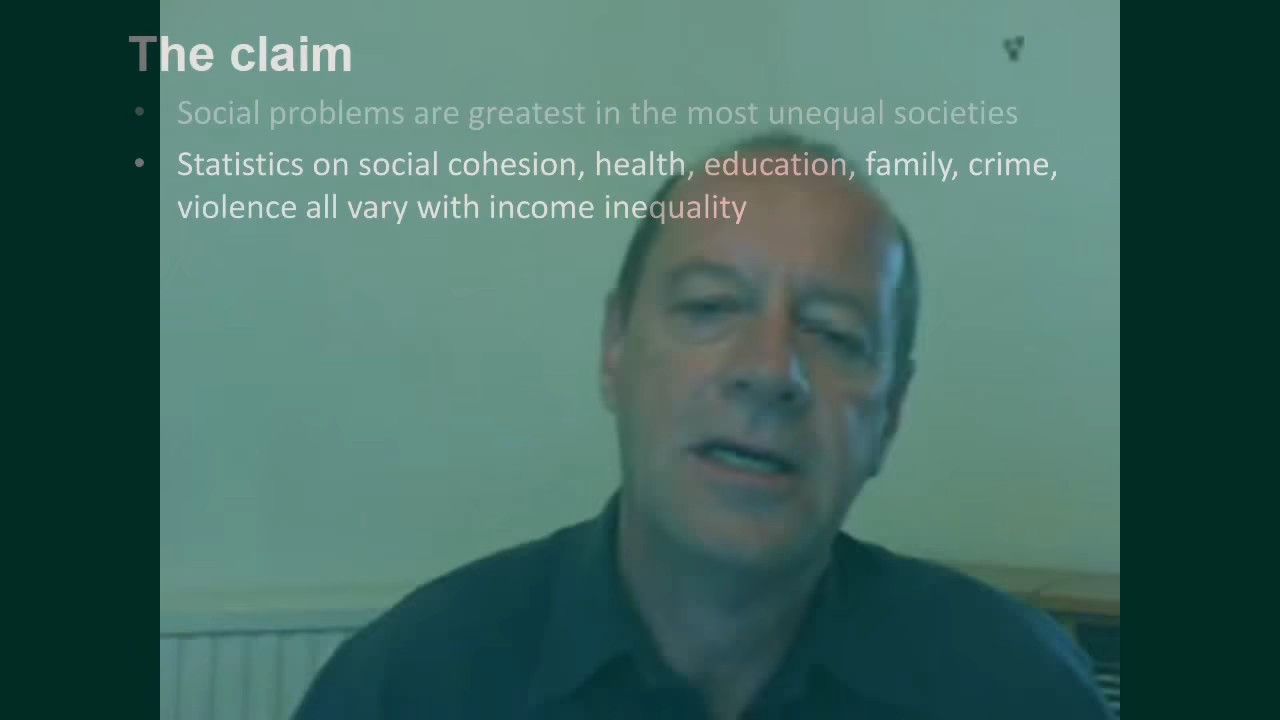 The claim
• Social problems are greatest in the most unequal societies
• Statistics on social cohesion, health, education, family, crime,
violence all vary with income inequality